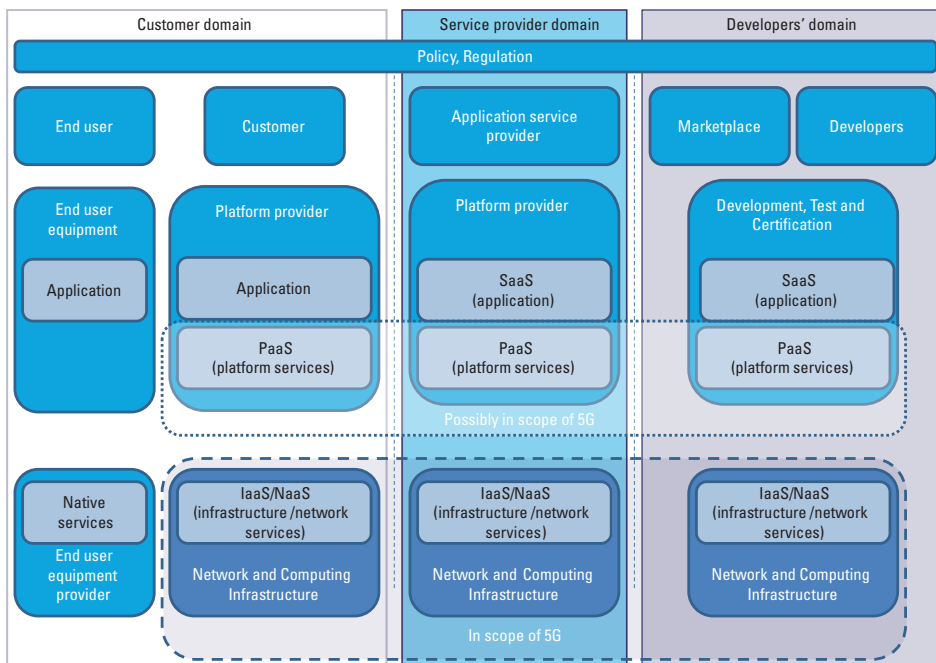 Customer domain
Service provider domain
Developers’ domain
Policy, Regulation
End user
Customer
Application service
provider
Marketplace
Developers
End user
equipment
Application
Platform provider
Application
PaaS
(platform services)
Platform provider
SaaS
(application)
PaaS
(platform services)
Development, Test and
Certification
SaaS
(application)
PaaS
(platform services)
Possibly in scope of 5G
Native
services
End user
equipment
provider
IaaS/NaaS
(infrastructure /network
services)
Network and Computing
Infrastructure
IaaS/NaaS
(infrastructure /network
services)
Network and Computing
Infrastructure
IaaS/NaaS
(infrastructure /network
services)
Network and Computing
Infrastructure
In scope of 5G